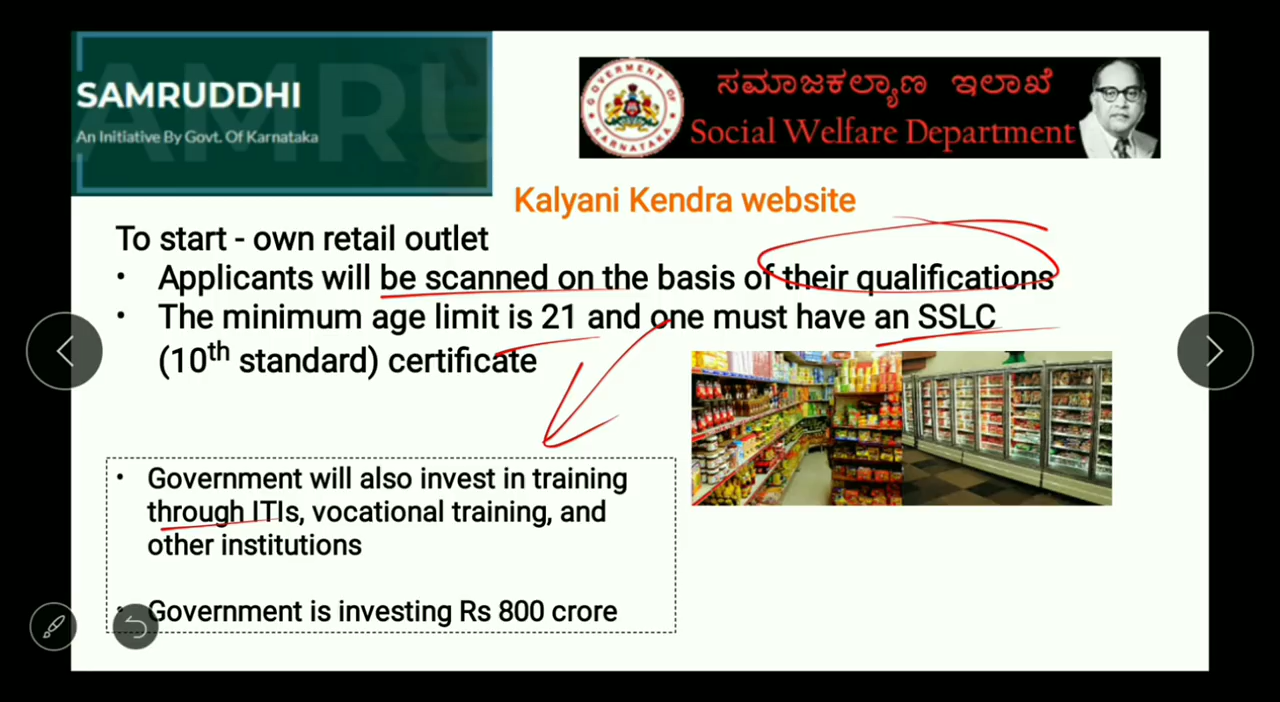 SAMRUDDHI
An Initiative By Govt. Of Karnataka
ಸಮಾಜಕಲ್ಯಾಣ ಇಲಾಖೆ
Social Welfare Department
GOVERMENT OF KARNATAKA
Kalyani Kendra website
To start - own retail outlet
• Applicants will be scanned on the basis of their qualifications
• The minimum age limit is 21 and one must have an SSLC
(10th standard) certificate
• Government will also invest in training
through ITIs, vocational training, and
other institutions
• Government is investing Rs 800 crore